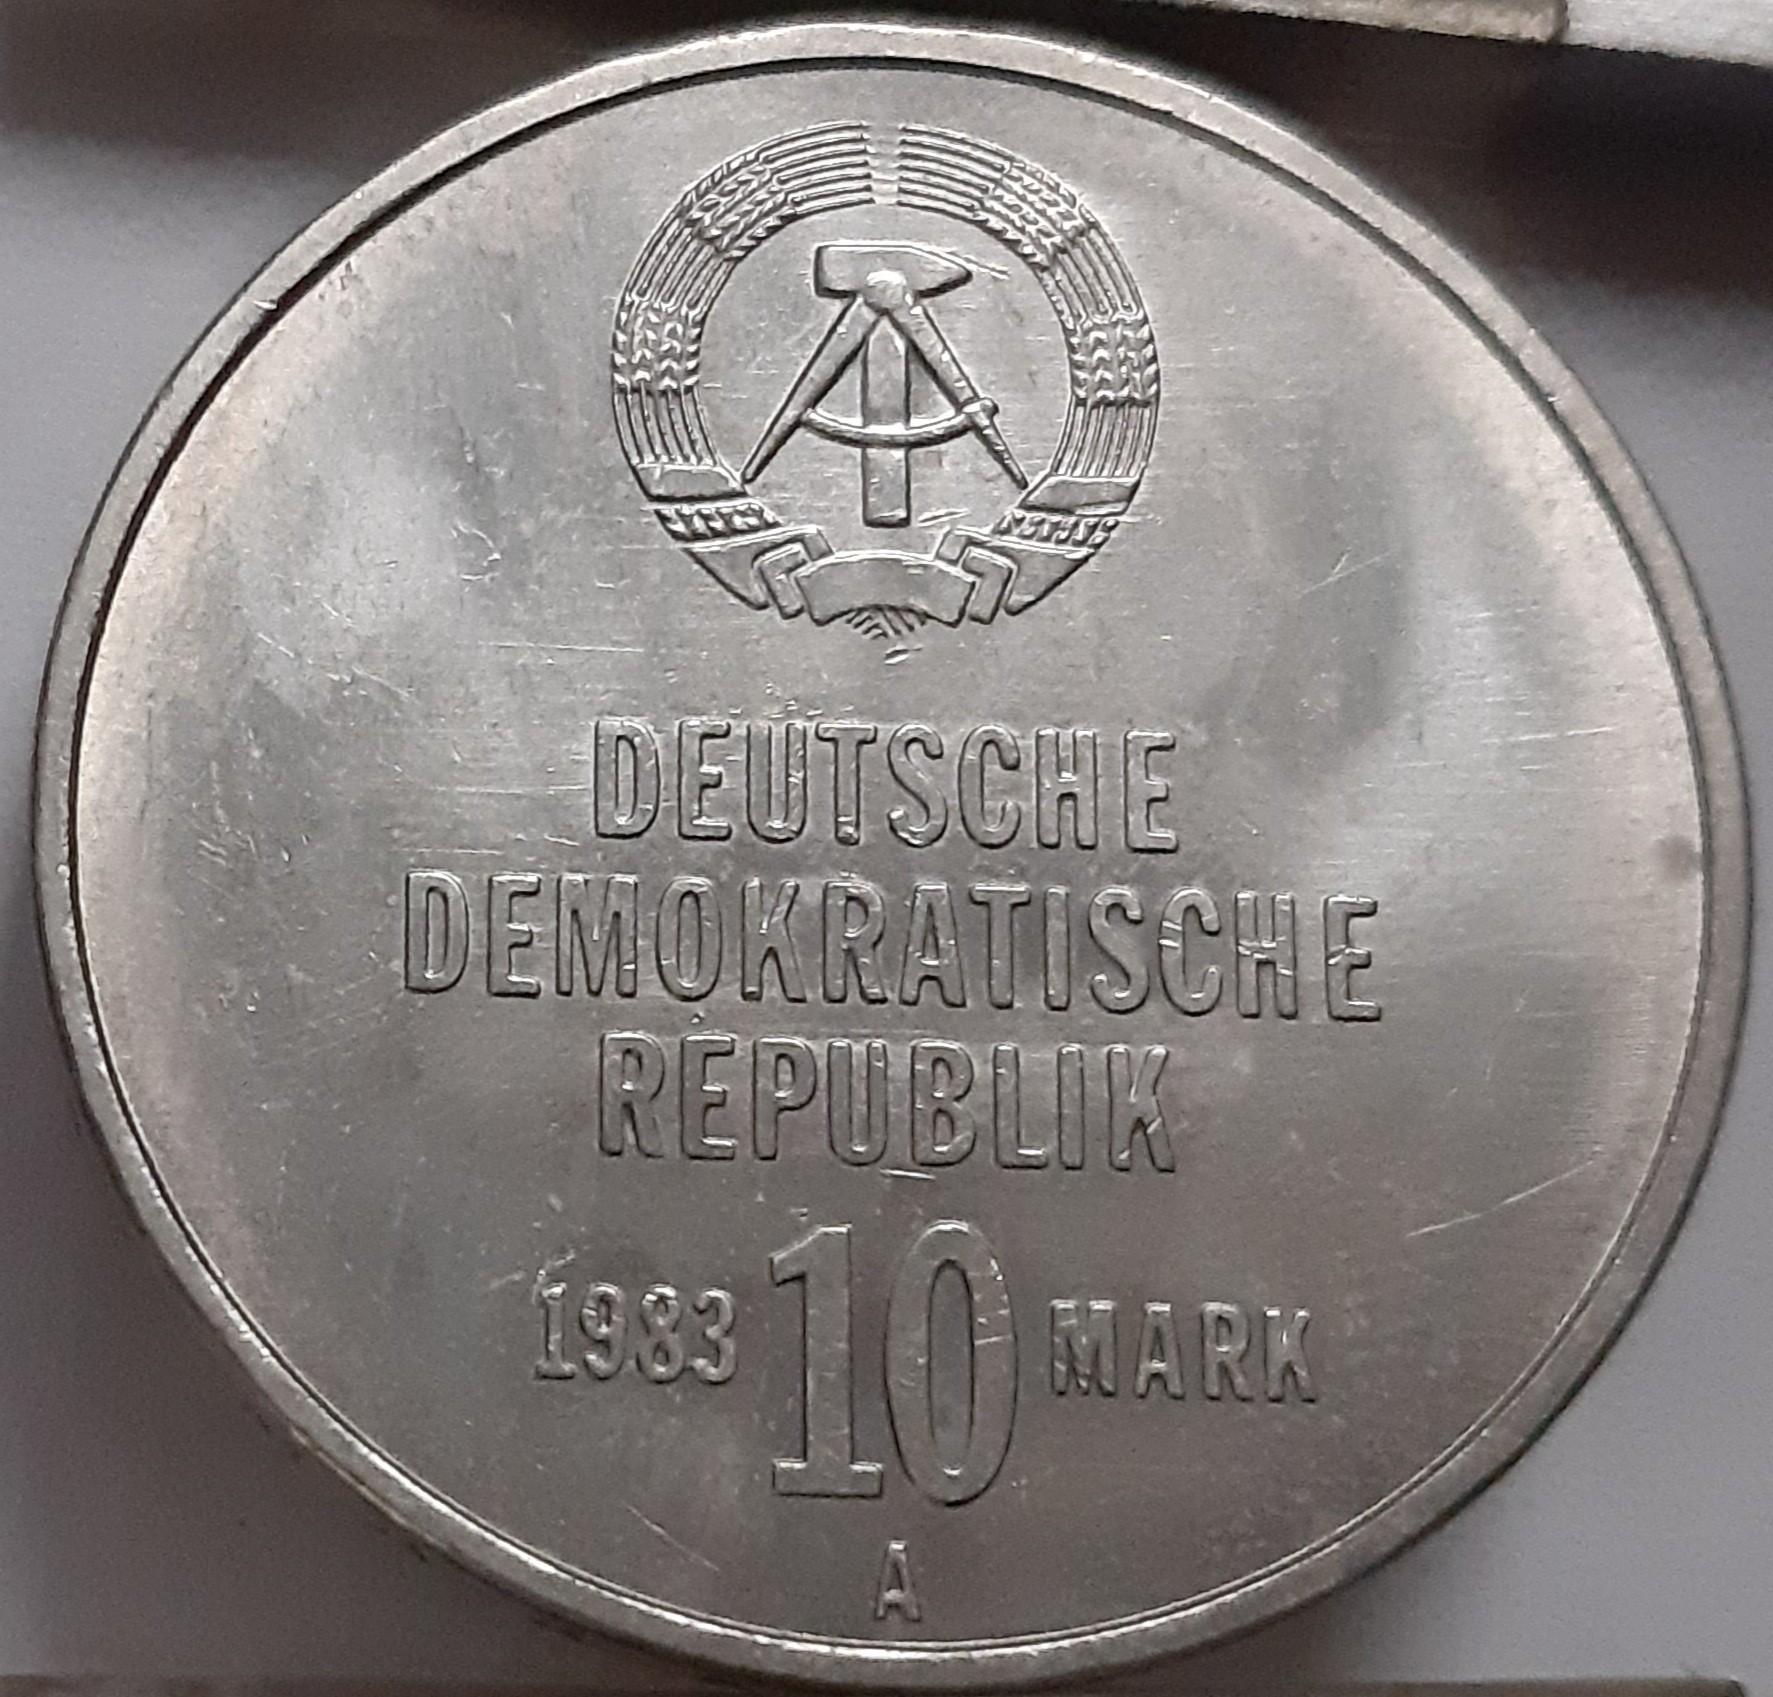 DEUTSCHE
DEMOKRATISCHE
REPUBLIK
1983 10 MARK
A